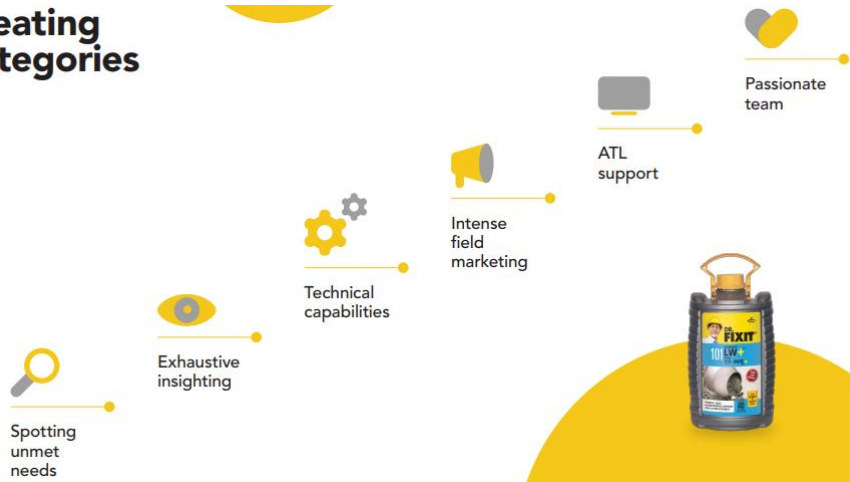 eating
tegories
Passionate
team
ATL
support
Intense
field
marketing
Technical
capabilities
Exhaustive
insighting
Spotting
unmet
needs
DR.
FIXIT
101 LW+